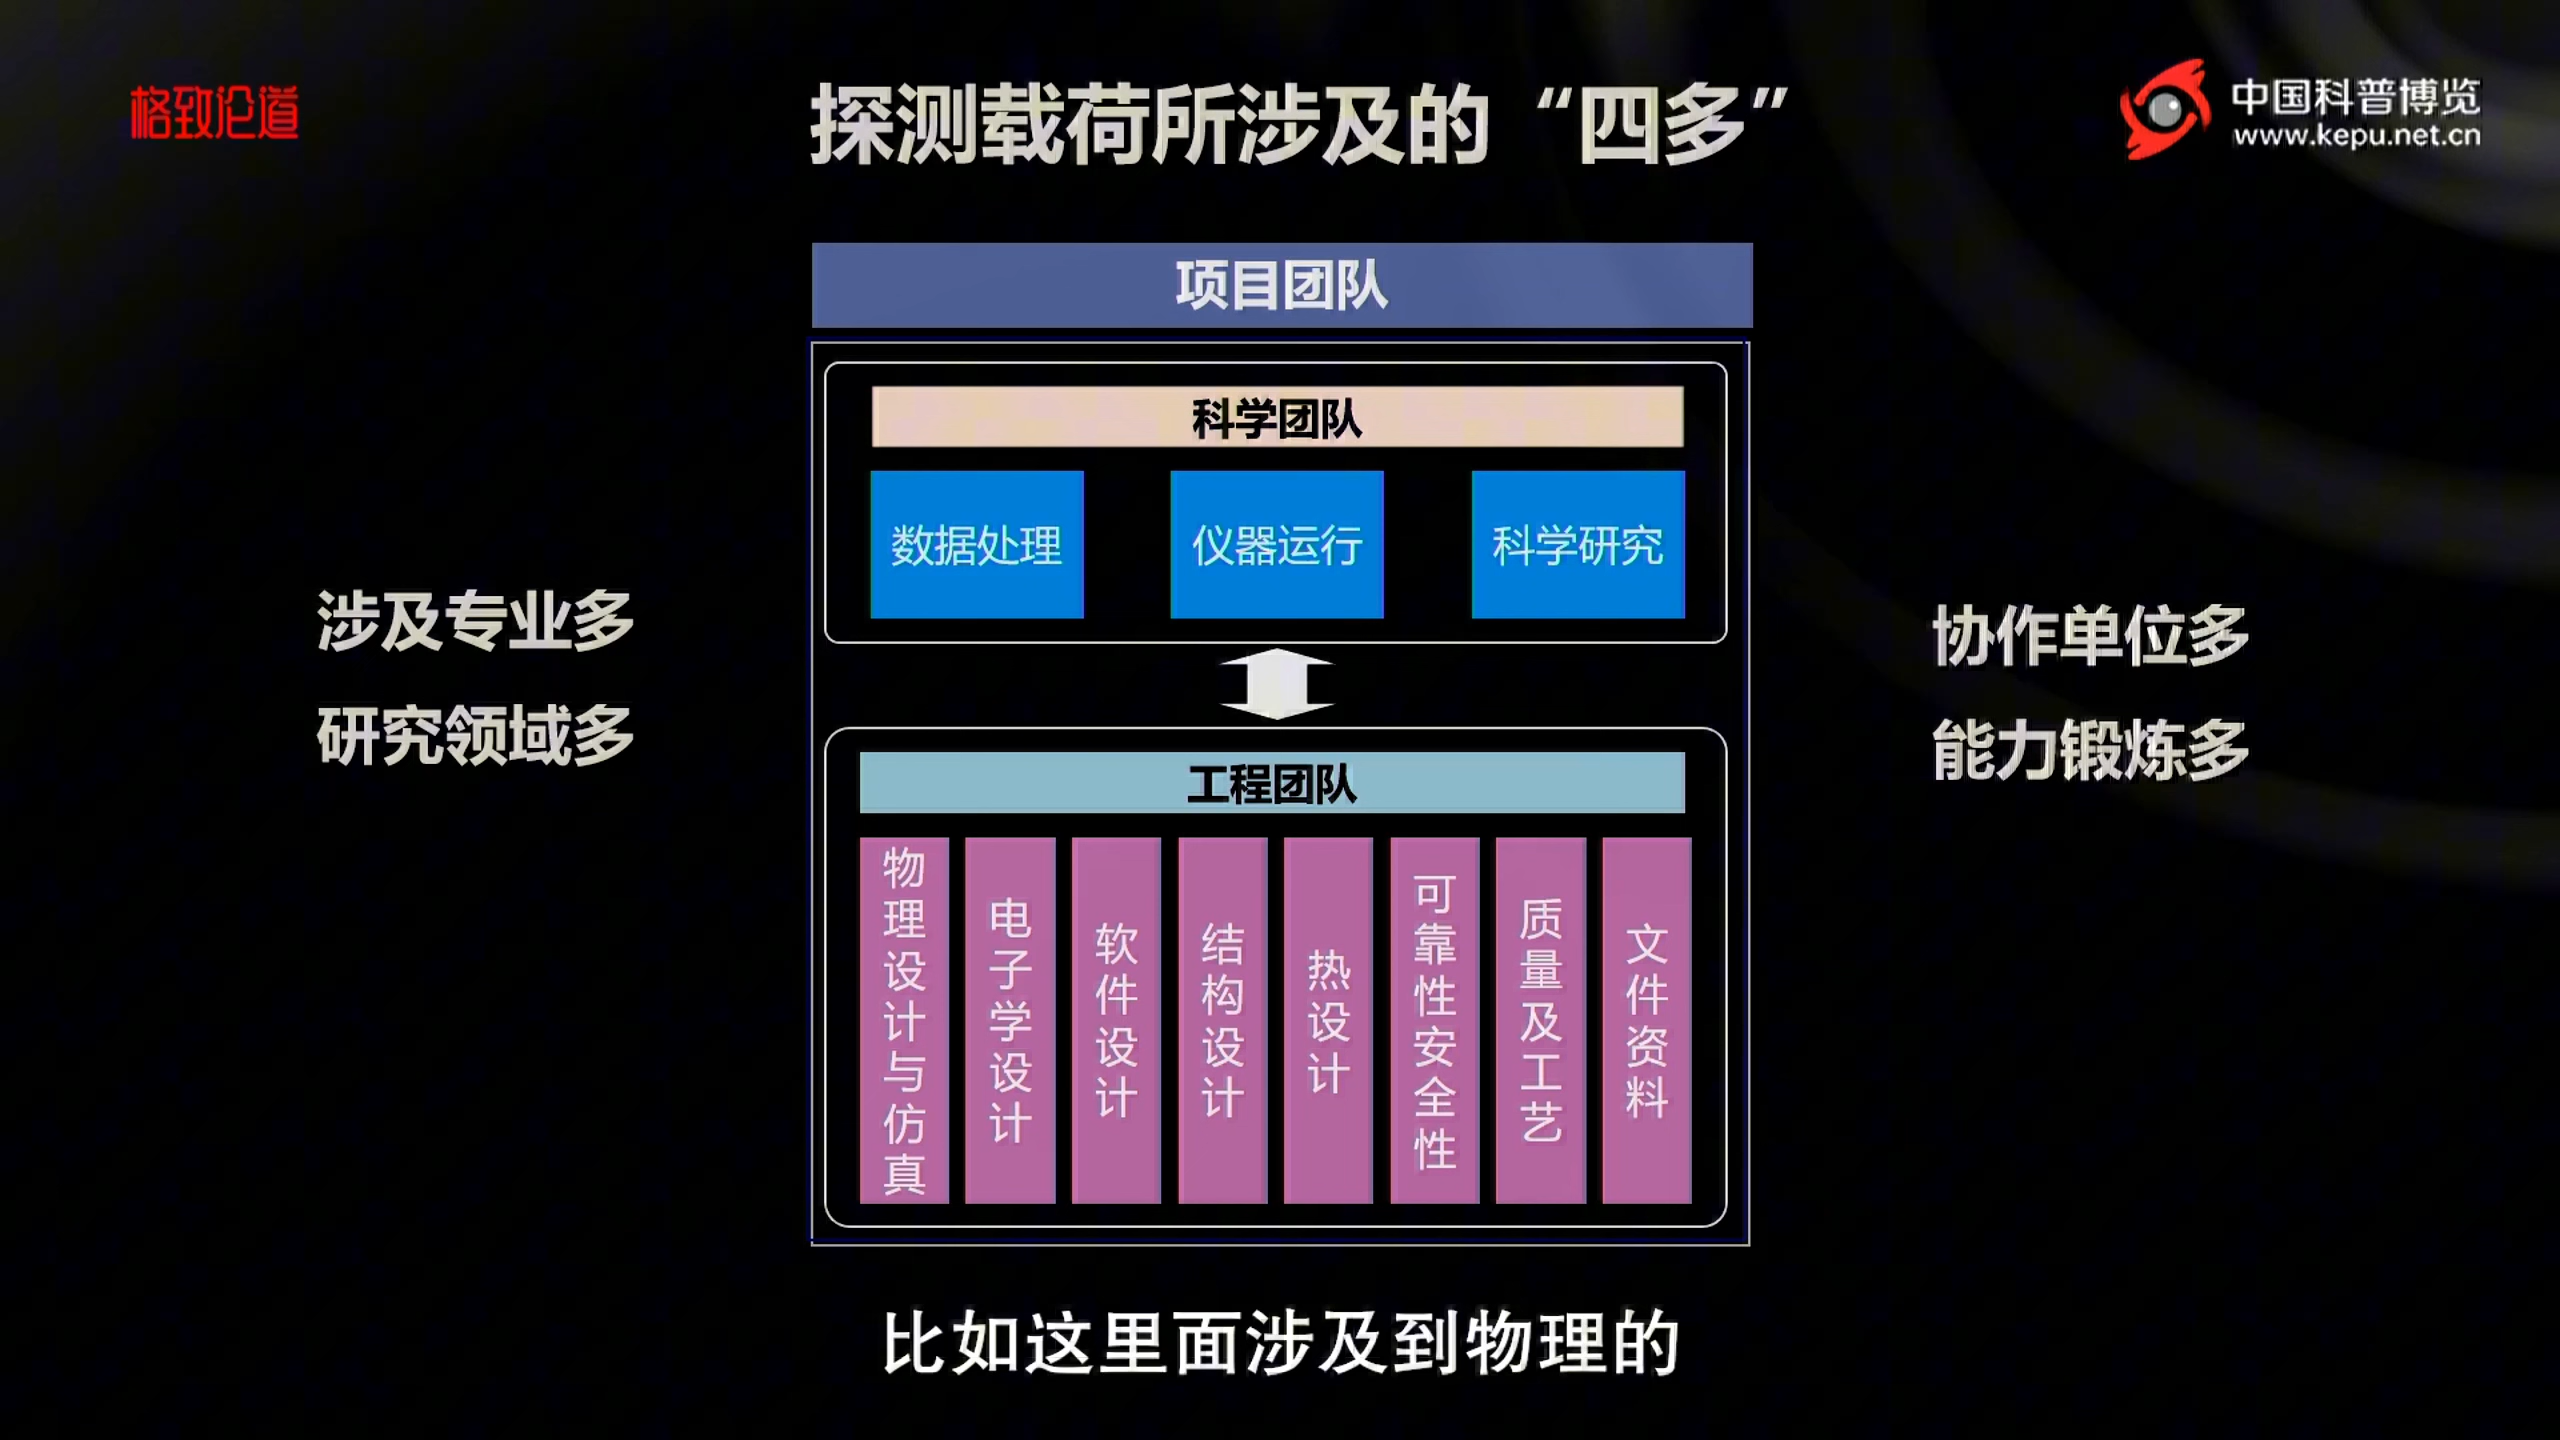 格致论道
探测载荷所涉及的“四多”
中国科普博览
www.kepu.net.cn
项目团队
科学团队
数据处理
仪器运行
科学研究
涉及专业多
研究领域多
协作单位多
能力锻炼多
工程团队
物理设计与仿真
电子学设计
软件设计
结构设计
热设计
可靠性安全性
质量及工艺
文件资料
比如这里面涉及到物理的